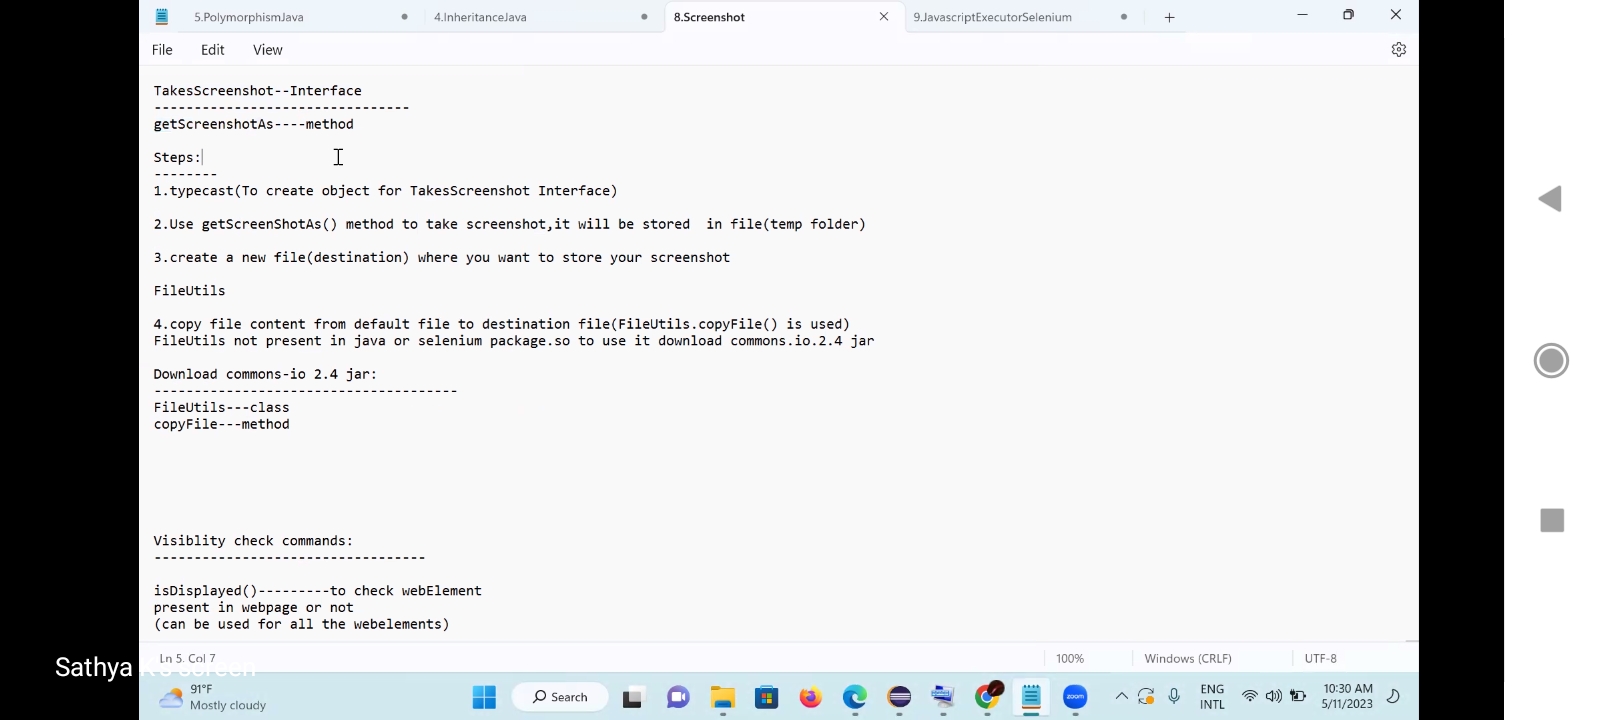 5.PolymorphismJava
4.InheritanceJava
8.Screenshot
9.JavascriptExecutorSelenium
File Edit View
TakesScreenshot--Interface
--------------------------------
getScreenshotAs----method
Steps:
--------
1.typecast(To create object for TakesScreenshot Interface)
2.Use getScreenShotAs() method to take screenshot,it will be stored  in file(temp folder)
3.create a new file(destination) where you want to store your screenshot
FileUtils
4.copy file content from default file to destination file(FileUtils.copyFile() is used)
FileUtils not present in java or selenium package.so to use it download commons.io.2.4 jar
Download commons-io 2.4 jar:
--------------------------------------
FileUtils---class
copyFile---method
Visiblity check commands:
----------------------------------
isDisplayed()---------to check webElement
present in webpage or not
(can be used for all the webelements)
Ln 5, Col 7
100%
Windows (CRLF)
UTF-8
Sathya K's screen
91°F
Mostly cloudy
Search
zoom
ENG
INTL
10:30 AM
5/11/2023